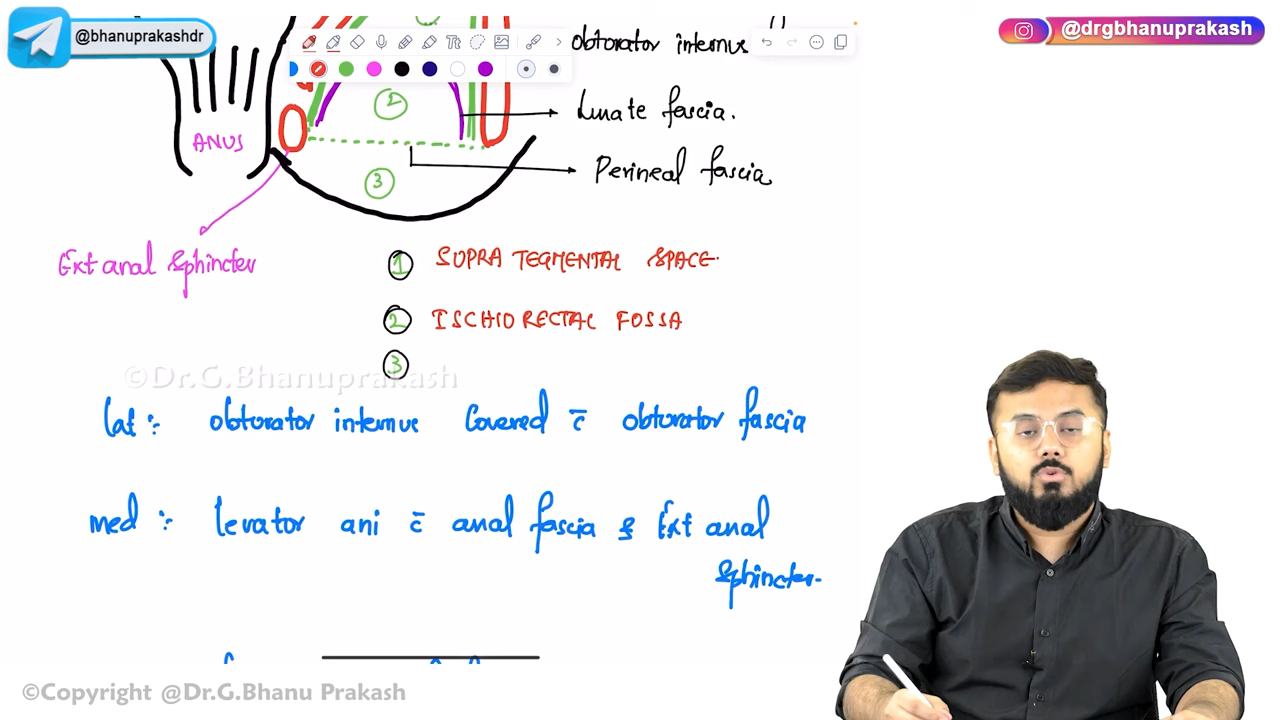 @bhanuprakashdr
@drgbhanuprakash
obturator internus
2
Lunate fascia.
ANUS
Perineal fascia
3
Ext anal Sphincter
1 SUPRA TEGMENTAL SPACE
2 ISCHIORECTAL FOSSA
3
©Dr.G.Bhanuprakash
Lat :- obturator internus Covered c̄ obturator fascia
med :- levator ani c̄ anal fascia & Ext anal
Sphincter.
©Copyright @Dr.G.Bhanu Prakash